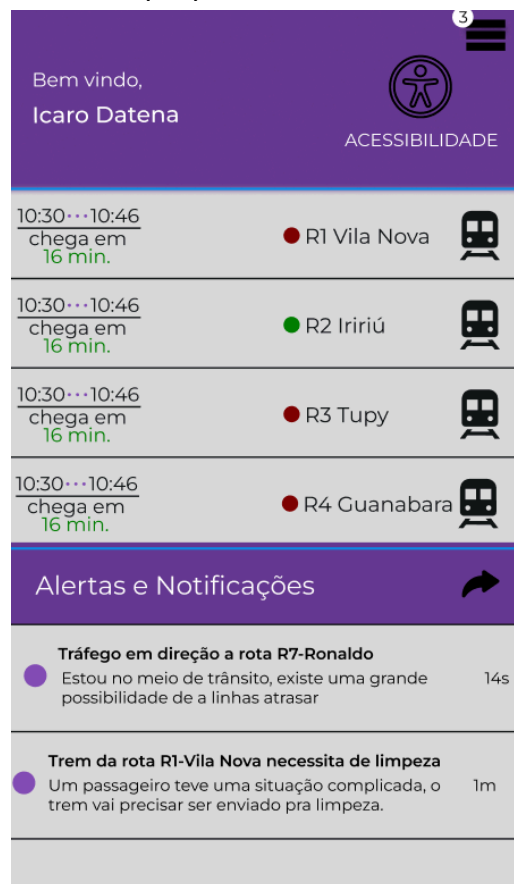 3
Bem vindo,
Icaro Datena
ACESSIBILIDADE
10:30···10:46
chega em
16 min.
R1 Vila Nova
10:30···10:46
chega em
16 min.
R2 Iririú
10:30···10:46
chega em
16 min.
R3 Tupy
10:30···10:46
chega em
16 min.
R4 Guanabara
Alertas e Notificações
Tráfego em direção a rota R7-Ronaldo
Estou no meio de trânsito, existe uma grande
possibilidade de a linhas atrasar
14s
Trem da rota R1-Vila Nova necessita de limpeza
Um passageiro teve uma situação complicada, o
trem vai precisar ser enviado pra limpeza.
1m